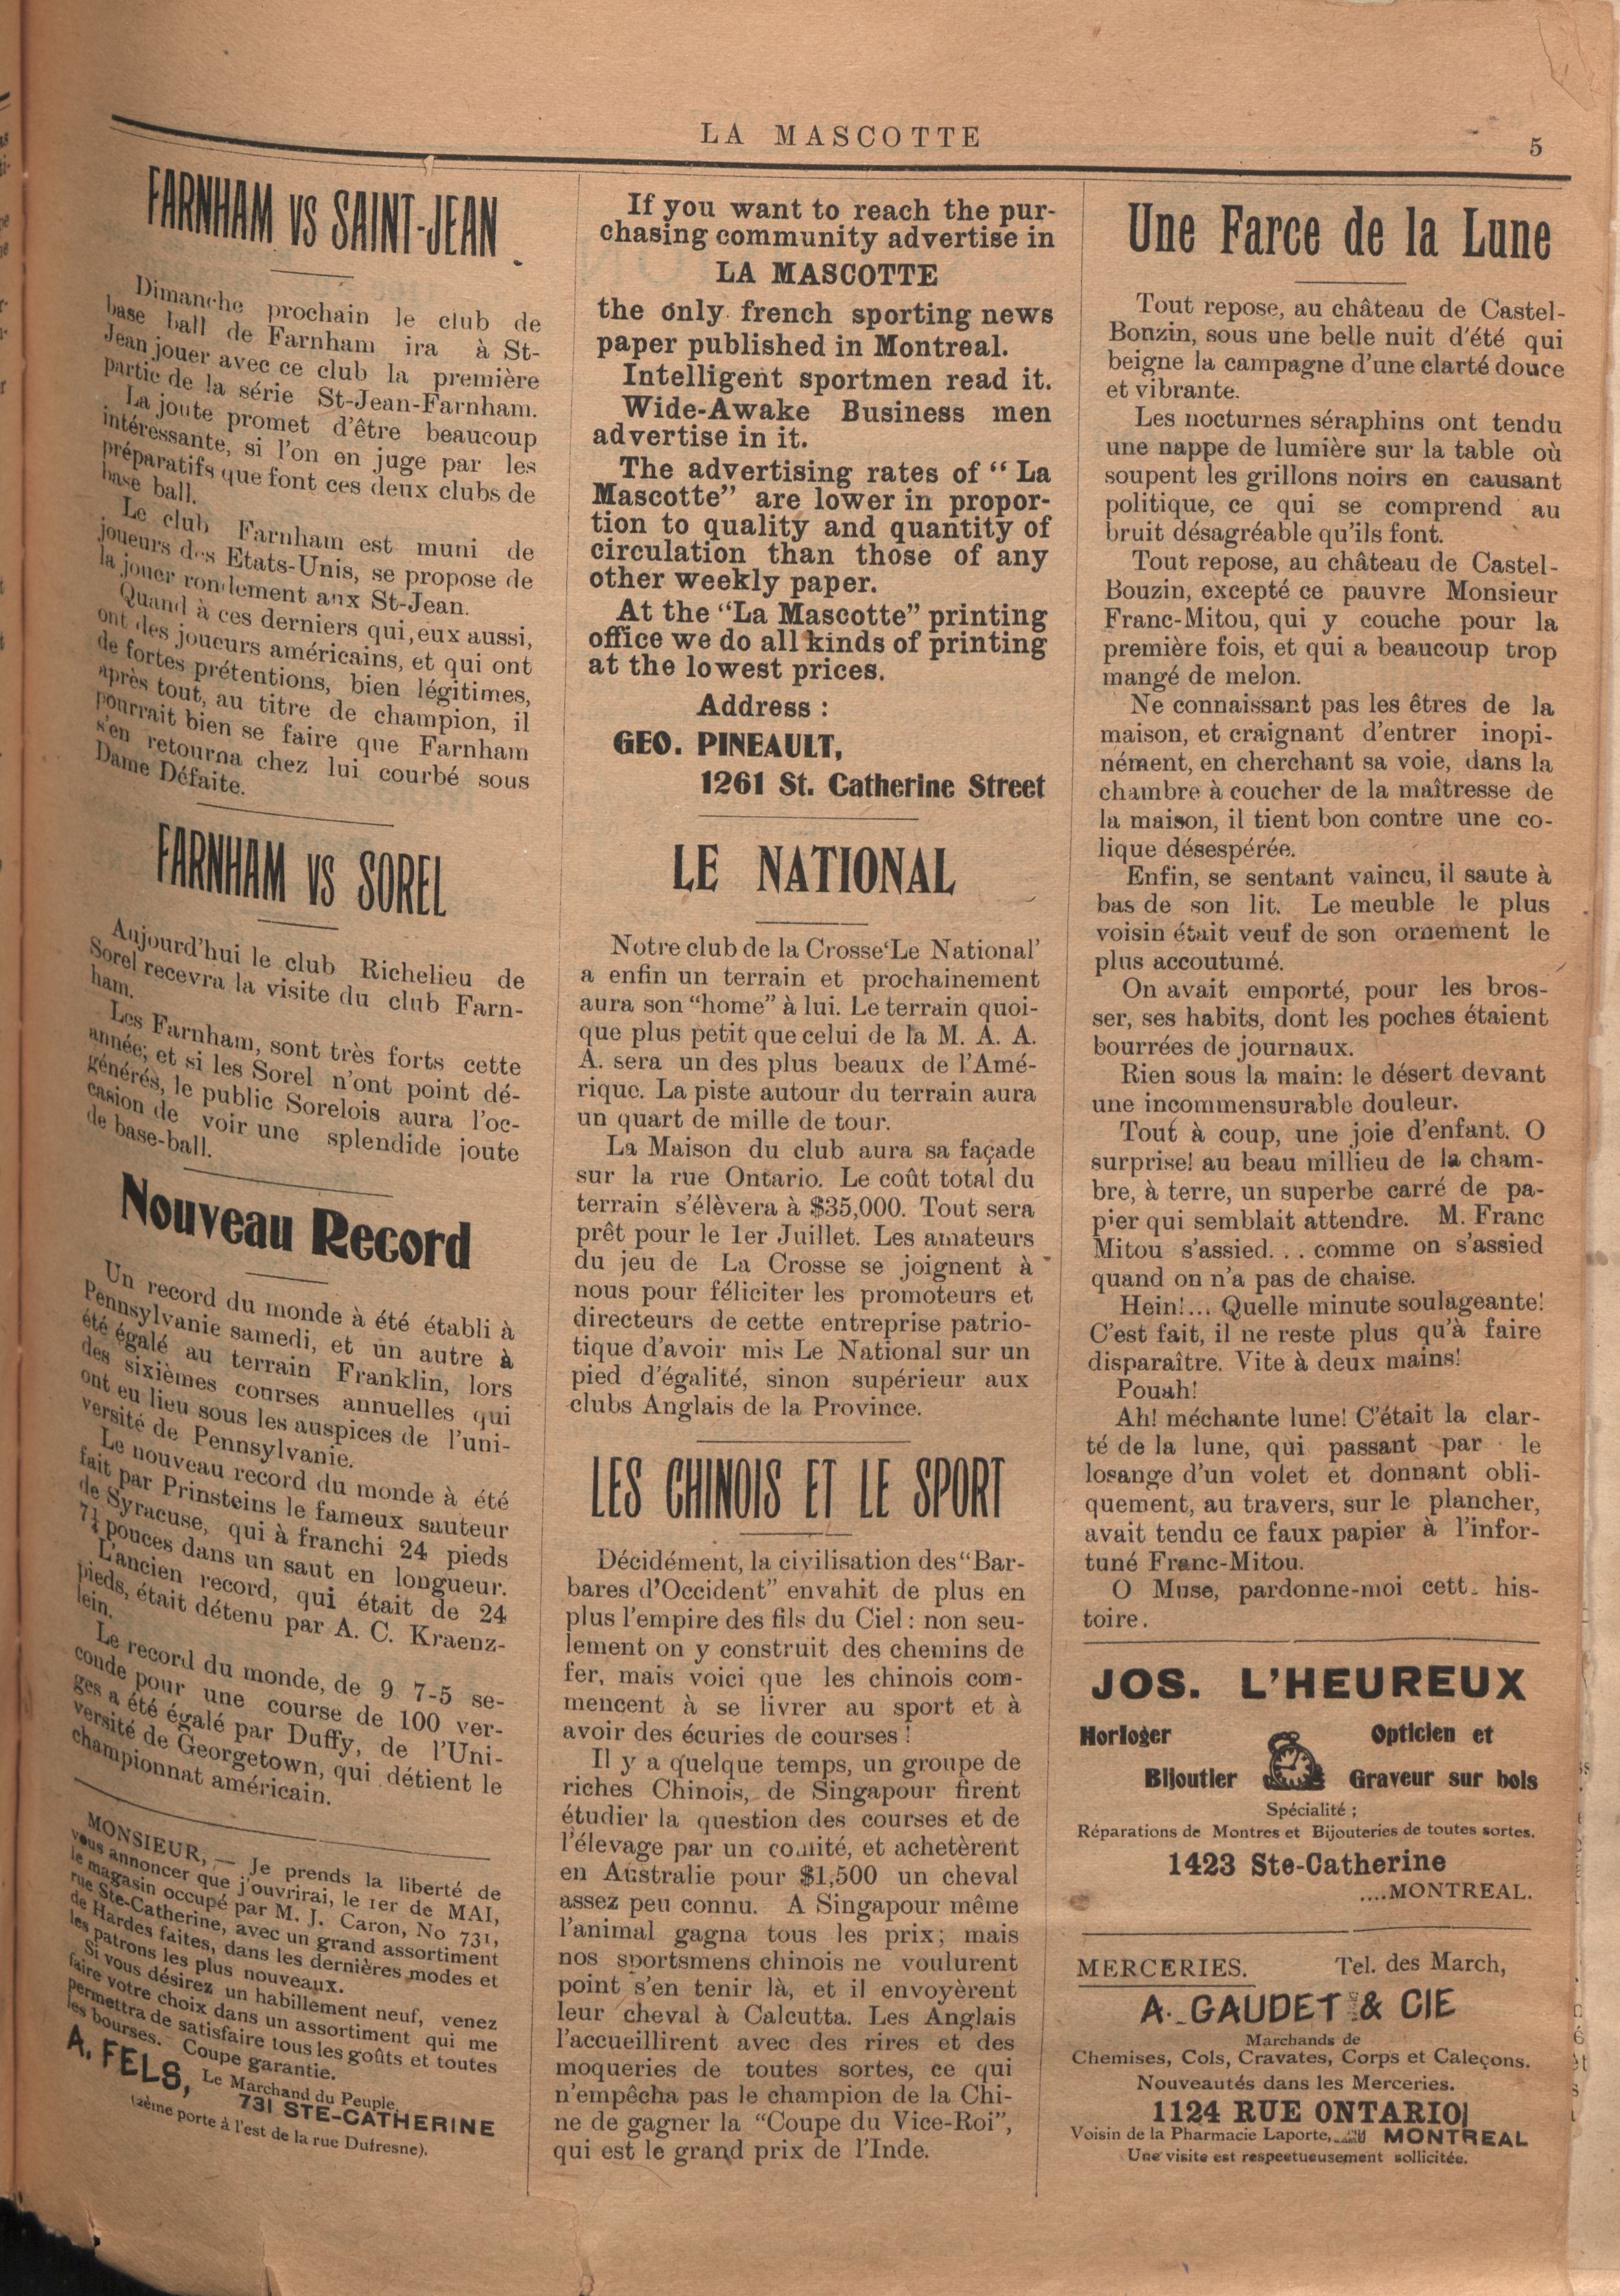 LA MASCOTTE
5
FARNHAM VS SAINT-JEAN
Dimanche prochain le club de
base ball de Farnham ira à St-
Jean jouer avec ce club la première
partie de la série St-Jean-Farnham.
La joute promet d'être beaucoup
intéressante, si l'on en juge par les
préparatifs que font ces deux clubs de
base ball.
Le club Farnham est muni de
joueurs des Etats-Unis, se propose de
la jouer rondement aux St-Jean.
Quand à ces derniers qui, eux aussi,
ont des joueurs américains, et qui ont
de fortes prétentions, bien légitimes,
après tout, au titre de champion, il
pourrait bien se faire que Farnham
s'en retourna chez lui courbé sous
Dame Défaite.
FARNHAM VS SOREL
Aujourd'hui le club Richelieu de
Sorel recevra la visite du club Farn-
ham.
Les Farnham, sont très forts cette
année; et si les Sorel n'ont point dé-
générés, le public Sorelois aura l'oc-
casion de voir une splendide joute
de base-ball.
Nouveau Record
Un record du monde à été établi à
Pennsylvanie samedi, et un autre à
été égalé au terrain Franklin, lors
des sixièmes courses annuelles qui
ont eu lieu sous les auspices de l'uni-
versité de Pennsylvanie.
Le nouveau record du monde à été
fait par Prinsteins le fameux sauteur
de Syracuse, qui à franchi 24 pieds
7¼ pouces dans un saut en longueur.
L'ancien record, qui était de 24
pieds, était détenu par A. C. Kraenz-
lein.
Le record du monde, de 9 7-5 se-
conde pour une course de 100 ver-
ges a été égalé par Duffy, de l'Uni-
versité de Georgetown, qui détient le
championnat américain.
MONSIEUR, — Je prends la liberté de
vous annoncer que j'ouvrirai, le 1er de MAI,
le magasin occupé par M. J. Caron, No 731,
rue Ste-Catherine, avec un grand assortiment
de Hardes faites, dans les dernières modes et
les patrons les plus nouveaux.
Si vous désirez un habillement neuf, venez
faire votre choix dans un assortiment qui me
permettra de satisfaire tous les goûts et toutes
les bourses. Coupe garantie.
A. FELS, Le Marchand du Peuple,
731 STE-CATHERINE
(2ème porte à l'est de la rue Dufresne).
If you want to reach the pur-
chasing community advertise in
LA MASCOTTE
the only french sporting news
paper published in Montreal.
Intelligent sportmen read it.
Wide-Awake Business men
advertise in it.
The advertising rates of "La
Mascotte" are lower in propor-
tion to quality and quantity of
circulation than those of any
other weekly paper.
At the "La Mascotte" printing
office we do all kinds of printing
at the lowest prices.
Address :
GEO. PINEAULT,
1261 St. Catherine Street
LE NATIONAL
Notre club de la Crosse 'Le National'
a enfin un terrain et prochainement
aura son "home" à lui. Le terrain quoi-
que plus petit que celui de la M. A. A.
A. sera un des plus beaux de l'Amé-
rique. La piste autour du terrain aura
un quart de mille de tour.
La Maison du club aura sa façade
sur la rue Ontario. Le coût total du
terrain s'élèvera à $35,000. Tout sera
prêt pour le 1er Juillet. Les amateurs
du jeu de La Crosse se joignent à
nous pour féliciter les promoteurs et
directeurs de cette entreprise patrio-
tique d'avoir mis Le National sur un
pied d'égalité, sinon supérieur aux
clubs Anglais de la Province.
LES CHINOIS ET LE SPORT
Décidément, la civilisation des "Bar-
bares d'Occident" envahit de plus en
plus l'empire des fils du Ciel : non seu-
lement on y construit des chemins de
fer, mais voici que les chinois com-
mencent à se livrer au sport et à
avoir des écuries de courses !
Il y a quelque temps, un groupe de
riches Chinois, de Singapour firent
étudier la question des courses et de
l'élevage par un comité, et achetèrent
en Australie pour $1,500 un cheval
assez peu connu. A Singapour même
l'animal gagna tous les prix; mais
nos sportsmens chinois ne voulurent
point s'en tenir là, et il envoyèrent
leur cheval à Calcutta. Les Anglais
l'accueillirent avec des rires et des
moqueries de toutes sortes, ce qui
n'empêcha pas le champion de la Chi-
ne de gagner la "Coupe du Vice-Roi",
qui est le grand prix de l'Inde.
Une Farce de la Lune
Tout repose, au château de Castel-
Bonzin, sous une belle nuit d'été qui
beigne la campagne d'une clarté douce
et vibrante.
Les nocturnes séraphins ont tendu
une nappe de lumière sur la table où
soupent les grillons noirs en causant
politique, ce qui se comprend au
bruit désagréable qu'ils font.
Tout repose, au château de Castel-
Bouzin, excepté ce pauvre Monsieur
Franc-Mitou, qui y couche pour la
première fois, et qui a beaucoup trop
mangé de melon.
Ne connaissant pas les êtres de la
maison, et craignant d'entrer inopi-
nément, en cherchant sa voie, dans la
chambre à coucher de la maîtresse de
la maison, il tient bon contre une co-
lique désespérée.
Enfin, se sentant vaincu, il saute à
bas de son lit. Le meuble le plus
voisin était veuf de son ornement le
plus accoutumé.
On avait emporté, pour les bros-
ser, ses habits, dont les poches étaient
bourrées de journaux.
Rien sous la main: le désert devant
une incommensurable douleur.
Tout à coup, une joie d'enfant. O
surprise! au beau millieu de la cham-
bre, à terre, un superbe carré de pa-
pier qui semblait attendre. M. Franc
Mitou s'assied. . . comme on s'assied
quand on n'a pas de chaise.
Hein!... Quelle minute soulageante!
C'est fait, il ne reste plus qu'à faire
disparaître. Vite à deux mains!
Pouah!
Ah! méchante lune! C'était la clar-
té de la lune, qui passant par le
losange d'un volet et donnant obli-
quement, au travers, sur le plancher,
avait tendu ce faux papier à l'infor-
tuné Franc-Mitou.
O Muse, pardonne-moi cett. his-
toire.
JOS. L'HEUREUX
Horloger Opticien et
Bijoutier Graveur sur bois
Spécialité ;
Réparations de Montres et Bijouteries de toutes sortes.
1423 Ste-Catherine
....MONTREAL.
MERCERIES. Tel. des March,
A. GAUDET & CIE
Marchands de
Chemises, Cols, Cravates, Corps et Caleçons.
Nouveautés dans les Merceries.
1124 RUE ONTARIO
Voisin de la Pharmacie Laporte, MONTREAL
Une visite est respectueusement sollicitée.